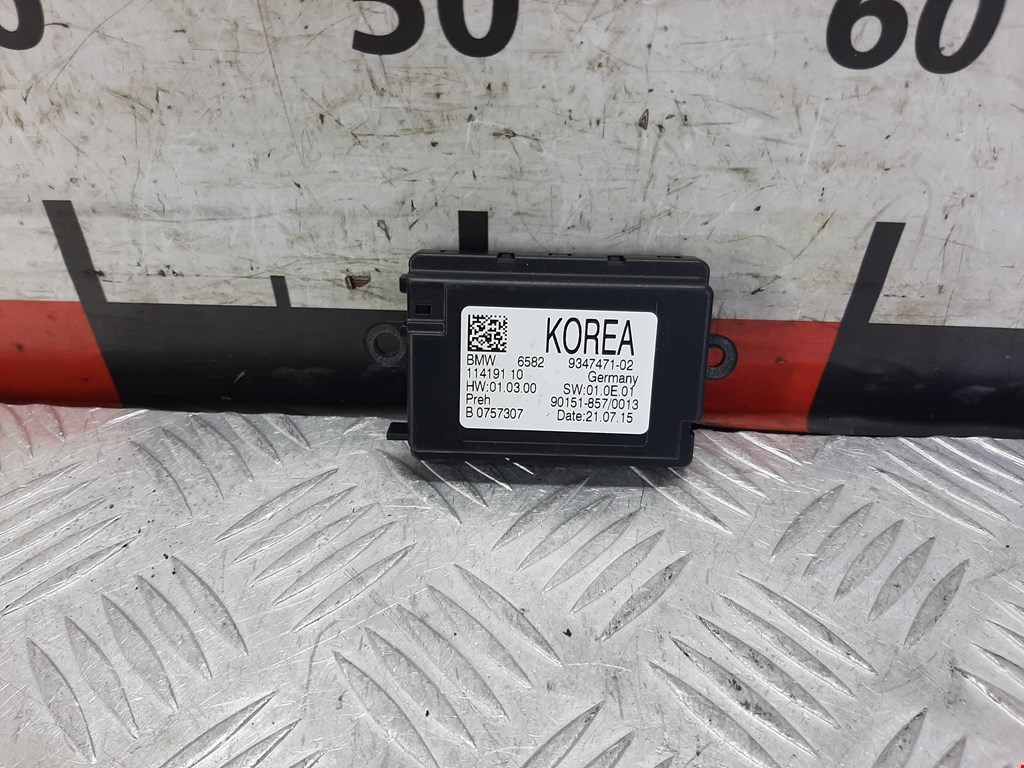 50
60
KOREA
BMW 6582 9347471-02
114191 10 Germany
HW:01.03.00 SW:01.0E.01
Preh 90151-857/0013
B 0757307 Date:21.07.15